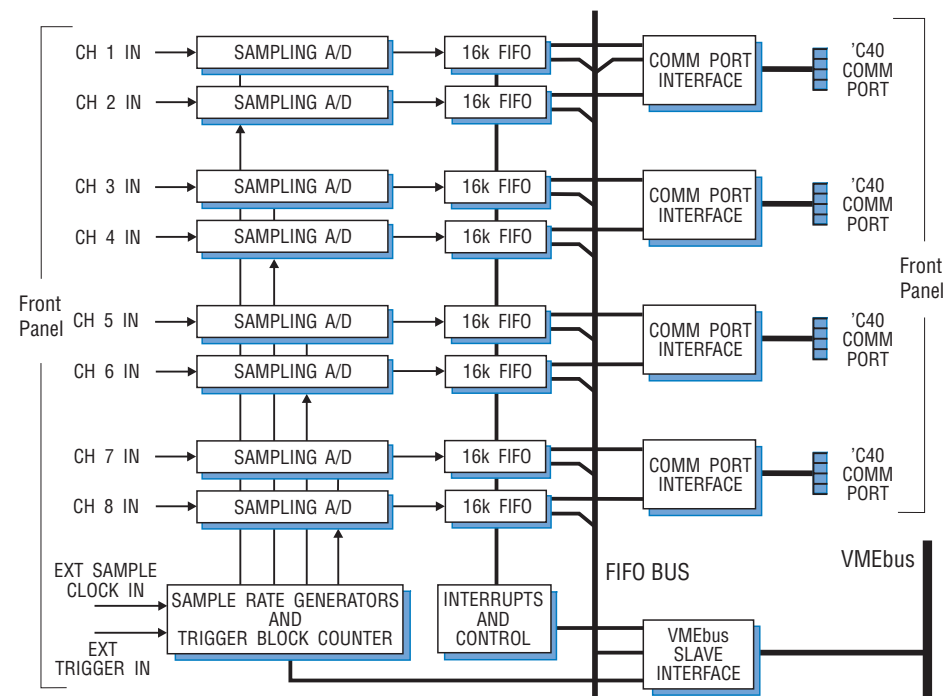 CH 1 IN
SAMPLING A/D
16k FIFO
COMM PORT
INTERFACE
'C40
COMM
PORT
CH 2 IN
SAMPLING A/D
16k FIFO
CH 3 IN
SAMPLING A/D
16k FIFO
COMM PORT
INTERFACE
'C40
COMM
PORT
CH 4 IN
SAMPLING A/D
16k FIFO
Front
Panel
Front
Panel
CH 5 IN
SAMPLING A/D
16k FIFO
COMM PORT
INTERFACE
'C40
COMM
PORT
CH 6 IN
SAMPLING A/D
16k FIFO
CH 7 IN
SAMPLING A/D
16k FIFO
COMM PORT
INTERFACE
'C40
COMM
PORT
CH 8 IN
SAMPLING A/D
16k FIFO
EXT SAMPLE
CLOCK IN
EXT
TRIGGER IN
SAMPLE RATE GENERATORS
AND
TRIGGER BLOCK COUNTER
INTERRUPTS
AND
CONTROL
FIFO BUS
VMEbus
SLAVE
INTERFACE
VMEbus